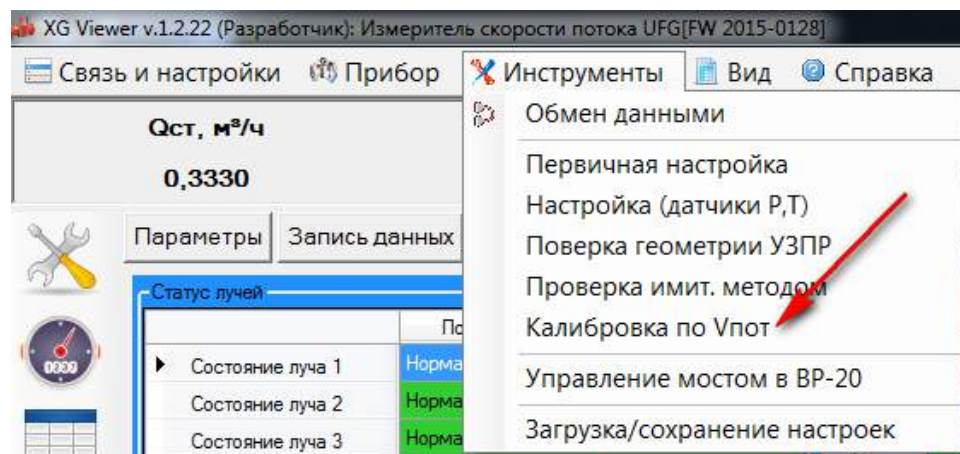 XG Viewer v.1.2.22 (Разработчик): Измеритель скорости потока UFG[FW 2015-0128]
Связь и настройки Прибор Инструменты Вид Справка
Qст, м³/ч
0,3330
Обмен данными
Первичная настройка
Настройка (датчики P,T)
Поверка геометрии УЗПР
Проверка имит. методом
Калибровка по Vпот
Управление мостом в ВР-20
Загрузка/сохранение настроек
Параметры Запись данных
Статус лучей
Состояние луча 1
Состояние луча 2
Состояние луча 3